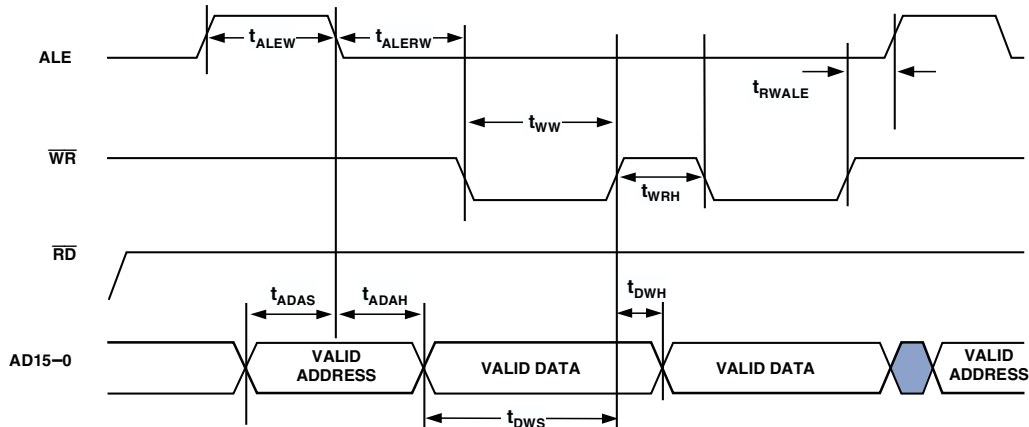 ALE
tALEW
tALERW
tRWALE
tWW
WR
tWRH
RD
tADAS
tADAH
tDWH
AD15–0
VALID
ADDRESS
VALID DATA
VALID DATA
VALID
ADDRESS
tDWS